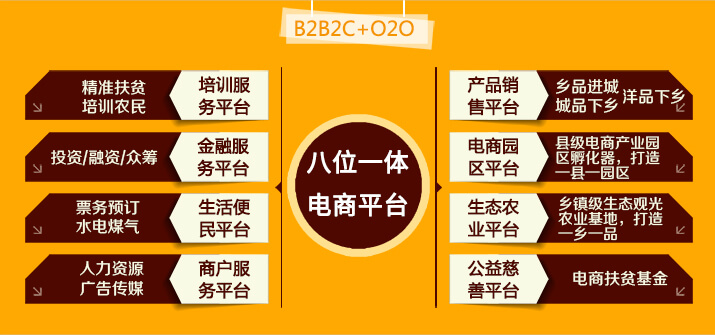 B2B2C+O2O
精准扶贫
培训农民
培训服
务平台
投资/融资/众筹
金融服
务平台
票务预订
水电煤气
生活便
民平台
人力资源
广告传媒
商户服
务平台
八位一体
电商平台
产品销
售平台
乡品进城
城品下乡
洋品下乡
电商园
区平台
县级电商产业园
区孵化器，打造
一县一园区
生态农
业平台
乡镇级生态观光
农业基地，打造
一乡一品
公益慈
善平台
电商扶贫基金